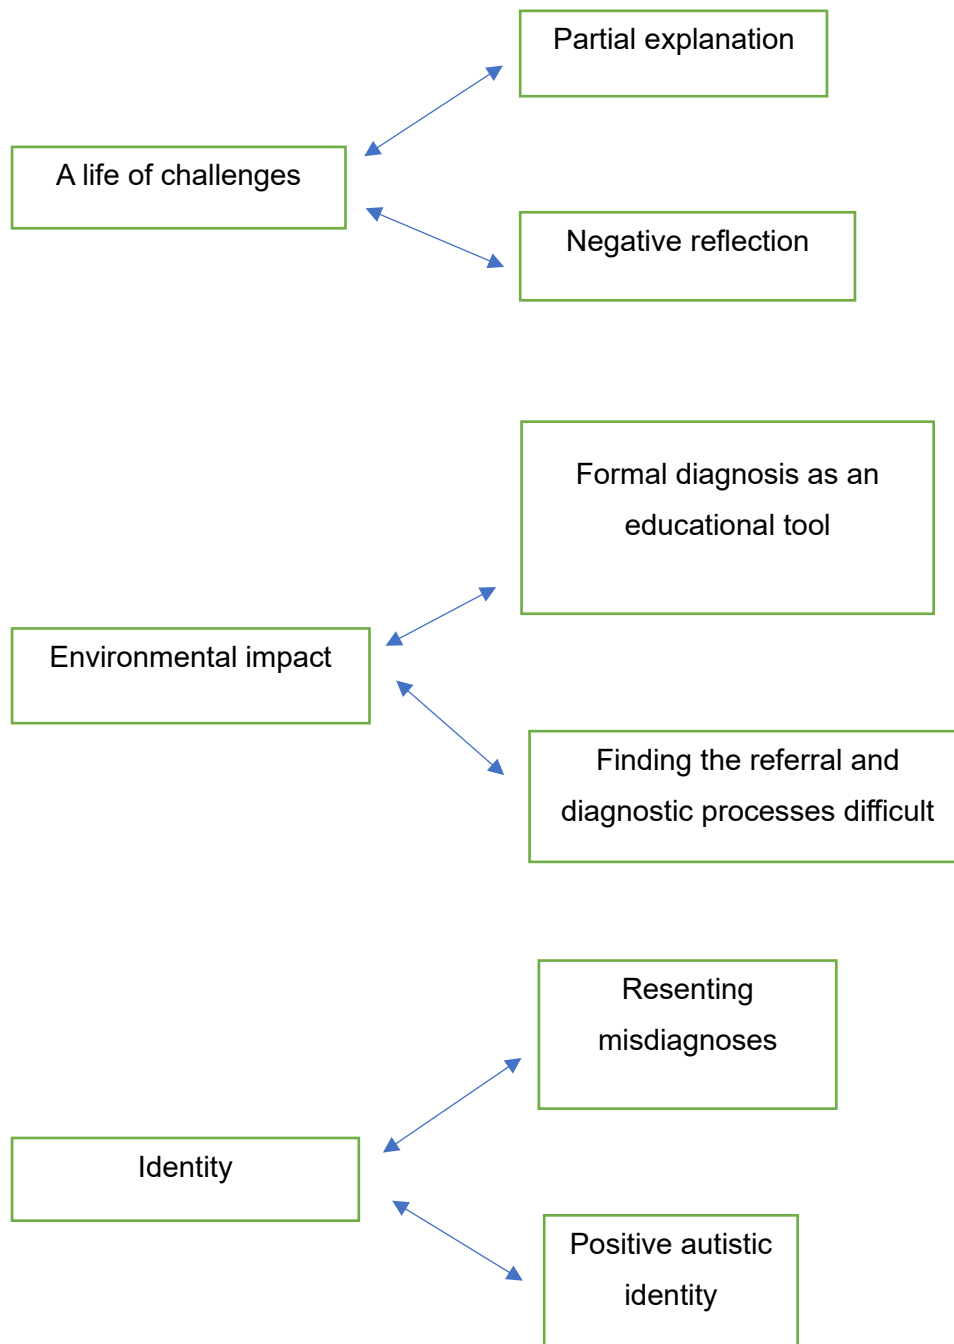 Partial explanation
A life of challenges
Negative reflection
Formal diagnosis as an
educational tool
Environmental impact
Finding the referral and
diagnostic processes difficult
Resenting
misdiagnoses
Identity
Positive autistic
identity